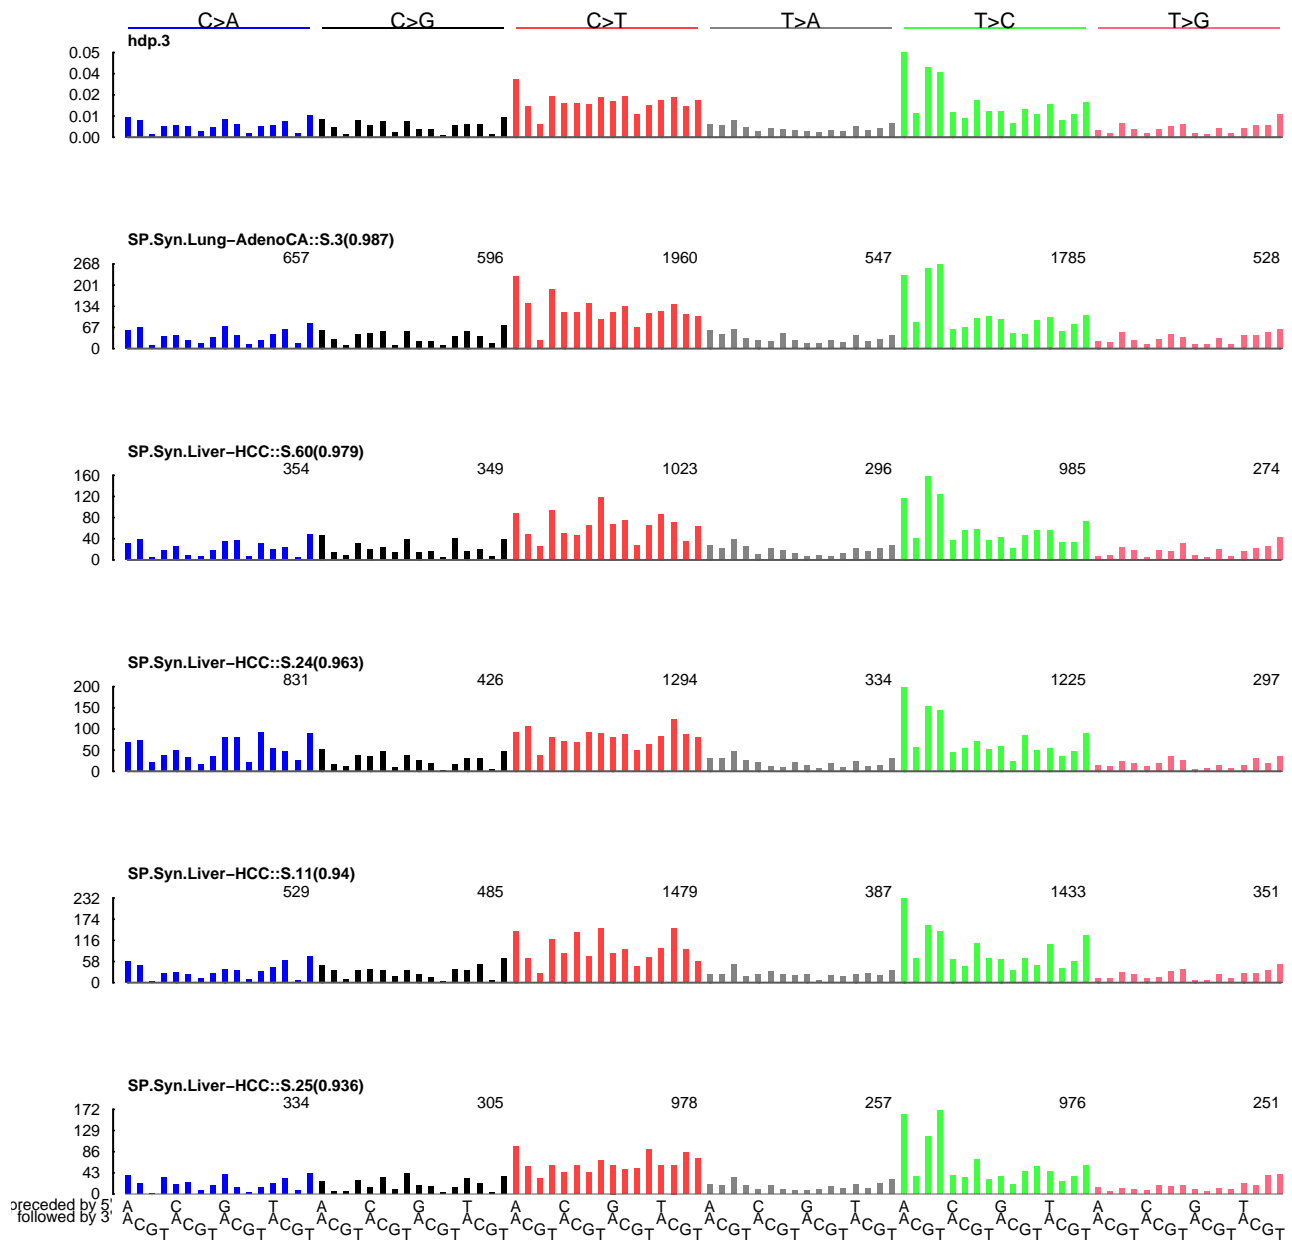 C>A C>G C>T T>A T>C T>G
hdp.3
0.05
0.04
0.02
0.01
0.00
SP.Syn.Lung−AdenoCA::S.3(0.987)
657 596 1960 547 1785 528
268
201
134
67
0
SP.Syn.Liver−HCC::S.60(0.979)
354 349 1023 296 985 274
160
120
80
40
0
SP.Syn.Liver−HCC::S.24(0.963)
831 426 1294 334 1225 297
200
150
100
50
0
SP.Syn.Liver−HCC::S.11(0.94)
529 485 1479 387 1433 351
232
174
116
58
0
SP.Syn.Liver−HCC::S.25(0.936)
334 305 978 257 976 251
172
129
86
43
0
preceded by 5' A C G T A C G T A C G T A C G T A C G T A C G T
followed by 3' A C G T A C G T A C G T A C G T A C G T A C G T A C G T A C G T A C G T A C G T A C G T A C G T A C G T A C G T A C G T A C G T A C G T A C G T A C G T A C G T A C G T A C G T A C G T A C G T